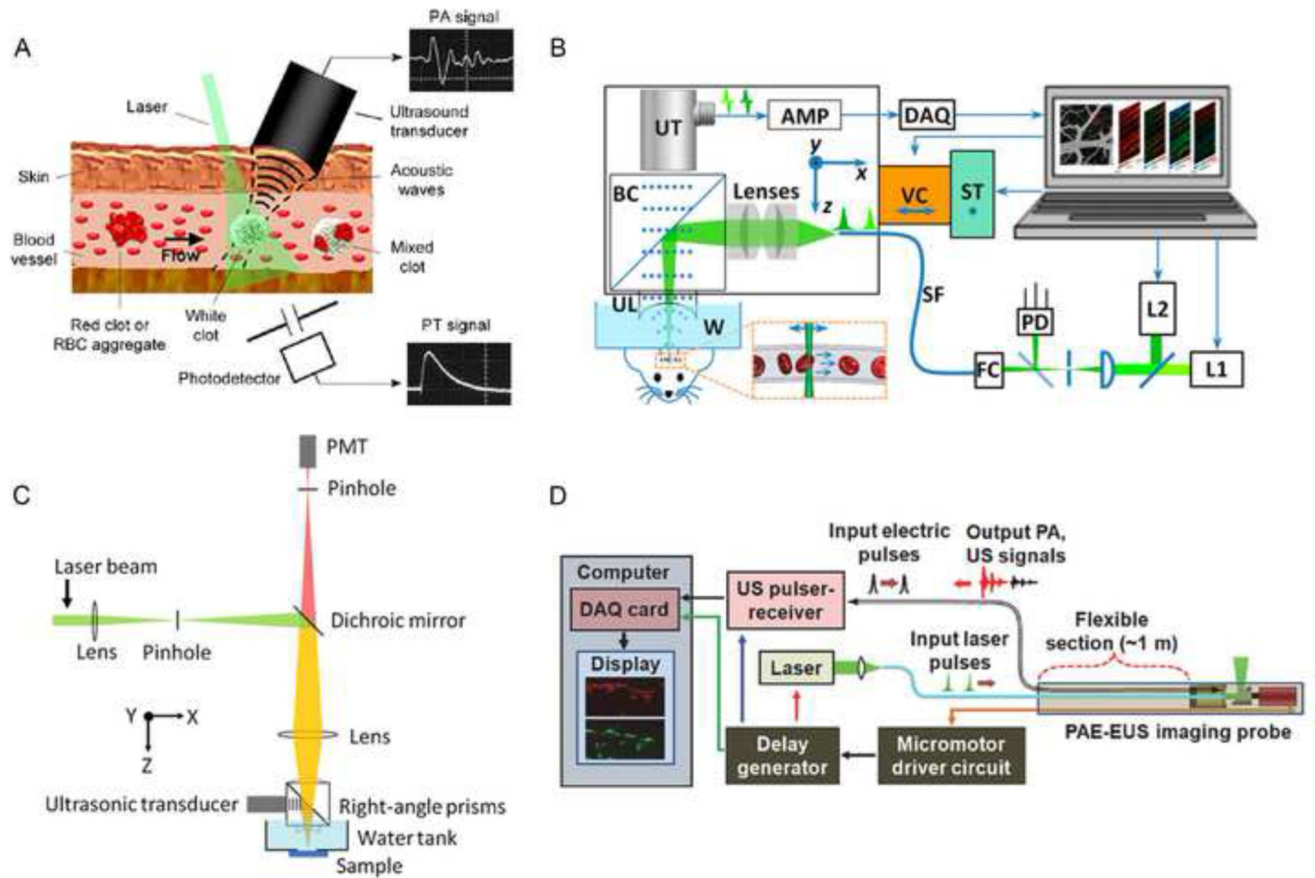 A
PA signal
Laser
Ultrasound
transducer
Skin
Acoustic
waves
Blood
vessel
Flow
Mixed
clot
Red clot or
RBC aggregate
White
clot
Photodetector
PT signal
B
UT
AMP
DAQ
y
x
z
BC
Lenses
VC
ST
UL
W
SF
PD
L2
FC
L1
C
PMT
Pinhole
Laser beam
Dichroic mirror
Lens
Pinhole
Y
X
Z
Lens
Ultrasonic transducer
Right-angle prisms
Water tank
Sample
D
Input electric
pulses
Output PA,
US signals
Computer
DAQ card
US pulser-
receiver
Flexible
section (~1 m)
Display
Laser
Input laser
pulses
PAE-EUS imaging probe
Delay
generator
Micromotor
driver circuit